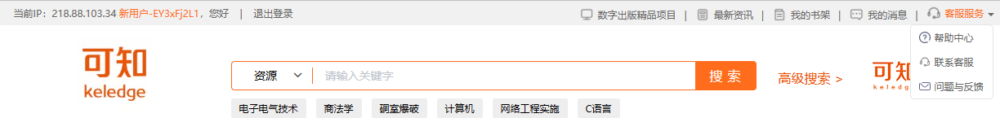 当前IP：218.88.103.34 新用户-EY3xFj2L1，您好 | 退出登录 数字出版精品项目 | 最新资讯 | 我的书架 | 我的消息 | 客服服务
帮助中心
联系客服
问题与反馈
可知
keledge
资源 请输入关键字 搜索 高级搜索 >
可知
keledge
电子电气技术 商法学 硐室爆破 计算机 网络工程实施 C语言